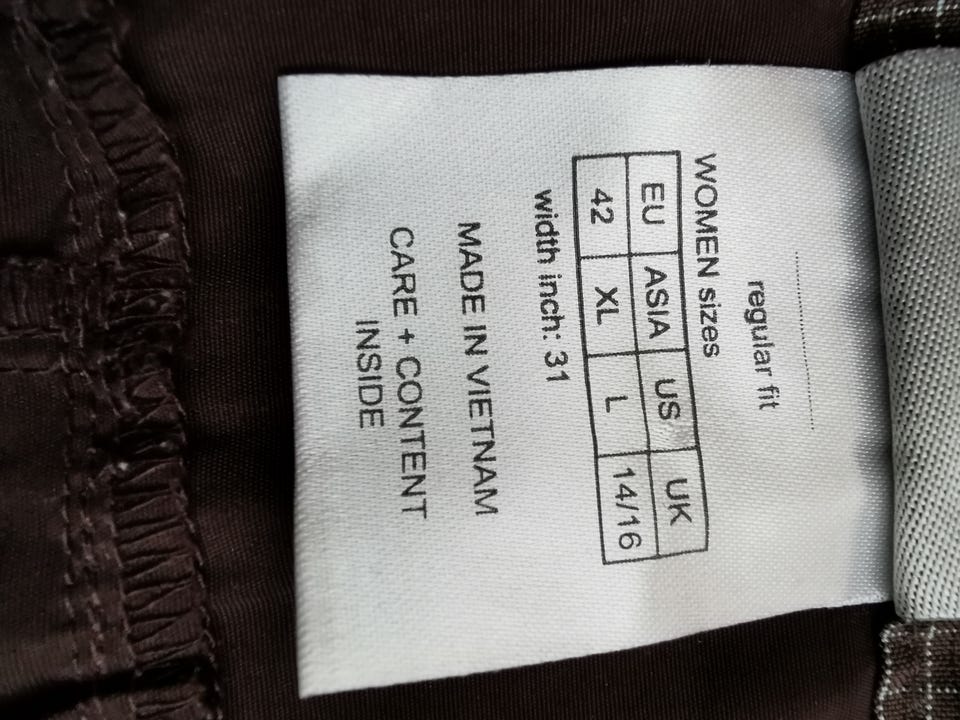 regular fit
WOMEN sizes
EU ASIA US UK
42 XL L 14/16
width inch: 31
MADE IN VIETNAM
CARE + CONTENT
INSIDE